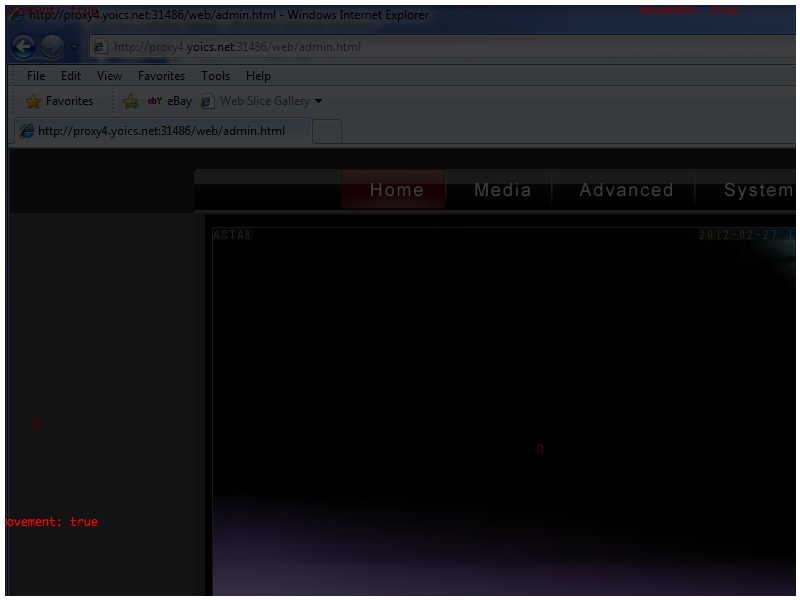 http://proxy4.yoics.net:31486/web/admin.html - Windows Internet Explorer
ovement: true
http://proxy4.yoics.net:31486/web/admin.html
File Edit View Favorites Tools Help
Favorites eBay Web Slice Gallery
http://proxy4.yoics.net:31486/web/admin.html
Home Media Advanced System
ASTAK 2012-02-27 1
0
ovement: true